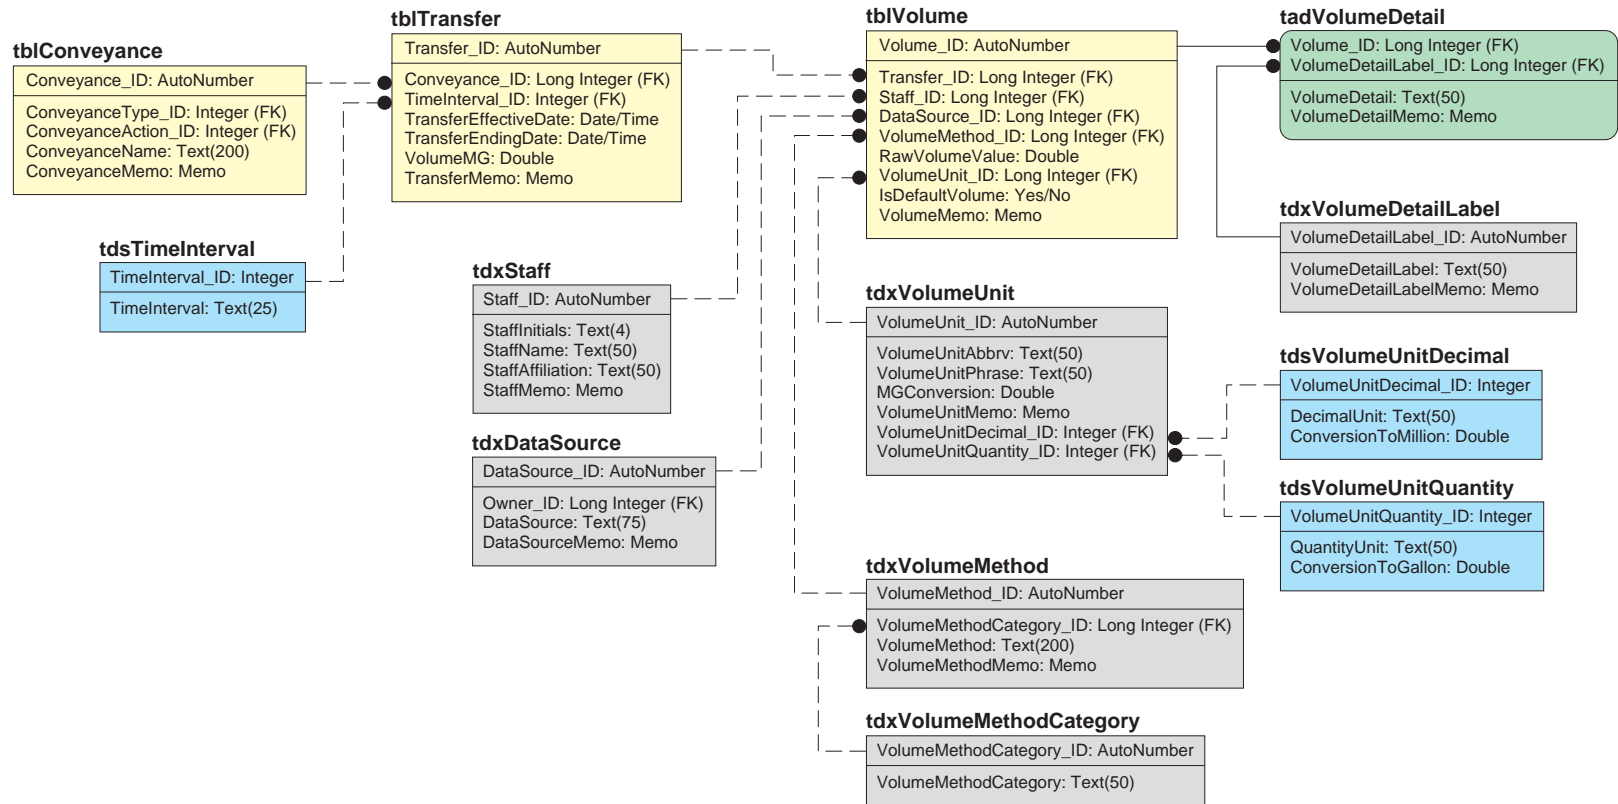 tblConveyance
Conveyance_ID: AutoNumber
ConveyanceType_ID: Integer (FK)
ConveyanceAction_ID: Integer (FK)
ConveyanceName: Text(200)
ConveyanceMemo: Memo
tblTransfer
Transfer_ID: AutoNumber
Conveyance_ID: Long Integer (FK)
TimeInterval_ID: Integer (FK)
TransferEffectiveDate: Date/Time
TransferEndingDate: Date/Time
VolumeMG: Double
TransferMemo: Memo
tblVolume
Volume_ID: AutoNumber
Transfer_ID: Long Integer (FK)
Staff_ID: Long Integer (FK)
DataSource_ID: Long Integer (FK)
VolumeMethod_ID: Long Integer (FK)
RawVolumeValue: Double
VolumeUnit_ID: Long Integer (FK)
IsDefaultVolume: Yes/No
VolumeMemo: Memo
tadVolumeDetail
Volume_ID: Long Integer (FK)
VolumeDetailLabel_ID: Long Integer (FK)
VolumeDetail: Text(50)
VolumeDetailMemo: Memo
tdsTimeInterval
TimeInterval_ID: Integer
TimeInterval: Text(25)
tdxStaff
Staff_ID: AutoNumber
StaffInitials: Text(4)
StaffName: Text(50)
StaffAffiliation: Text(50)
StaffMemo: Memo
tdxDataSource
DataSource_ID: AutoNumber
Owner_ID: Long Integer (FK)
DataSource: Text(75)
DataSourceMemo: Memo
tdxVolumeUnit
VolumeUnit_ID: AutoNumber
VolumeUnitAbbrv: Text(50)
VolumeUnitPhrase: Text(50)
MGConversion: Double
VolumeUnitMemo: Memo
VolumeUnitDecimal_ID: Integer (FK)
VolumeUnitQuantity_ID: Integer (FK)
tdxVolumeDetailLabel
VolumeDetailLabel_ID: AutoNumber
VolumeDetailLabel: Text(50)
VolumeDetailLabelMemo: Memo
tdsVolumeUnitDecimal
VolumeUnitDecimal_ID: Integer
DecimalUnit: Text(50)
ConversionToMillion: Double
tdsVolumeUnitQuantity
VolumeUnitQuantity_ID: Integer
QuantityUnit: Text(50)
ConversionToGallon: Double
tdxVolumeMethod
VolumeMethod_ID: AutoNumber
VolumeMethodCategory_ID: Long Integer (FK)
VolumeMethod: Text(200)
VolumeMethodMemo: Memo
tdxVolumeMethodCategory
VolumeMethodCategory_ID: AutoNumber
VolumeMethodCategory: Text(50)